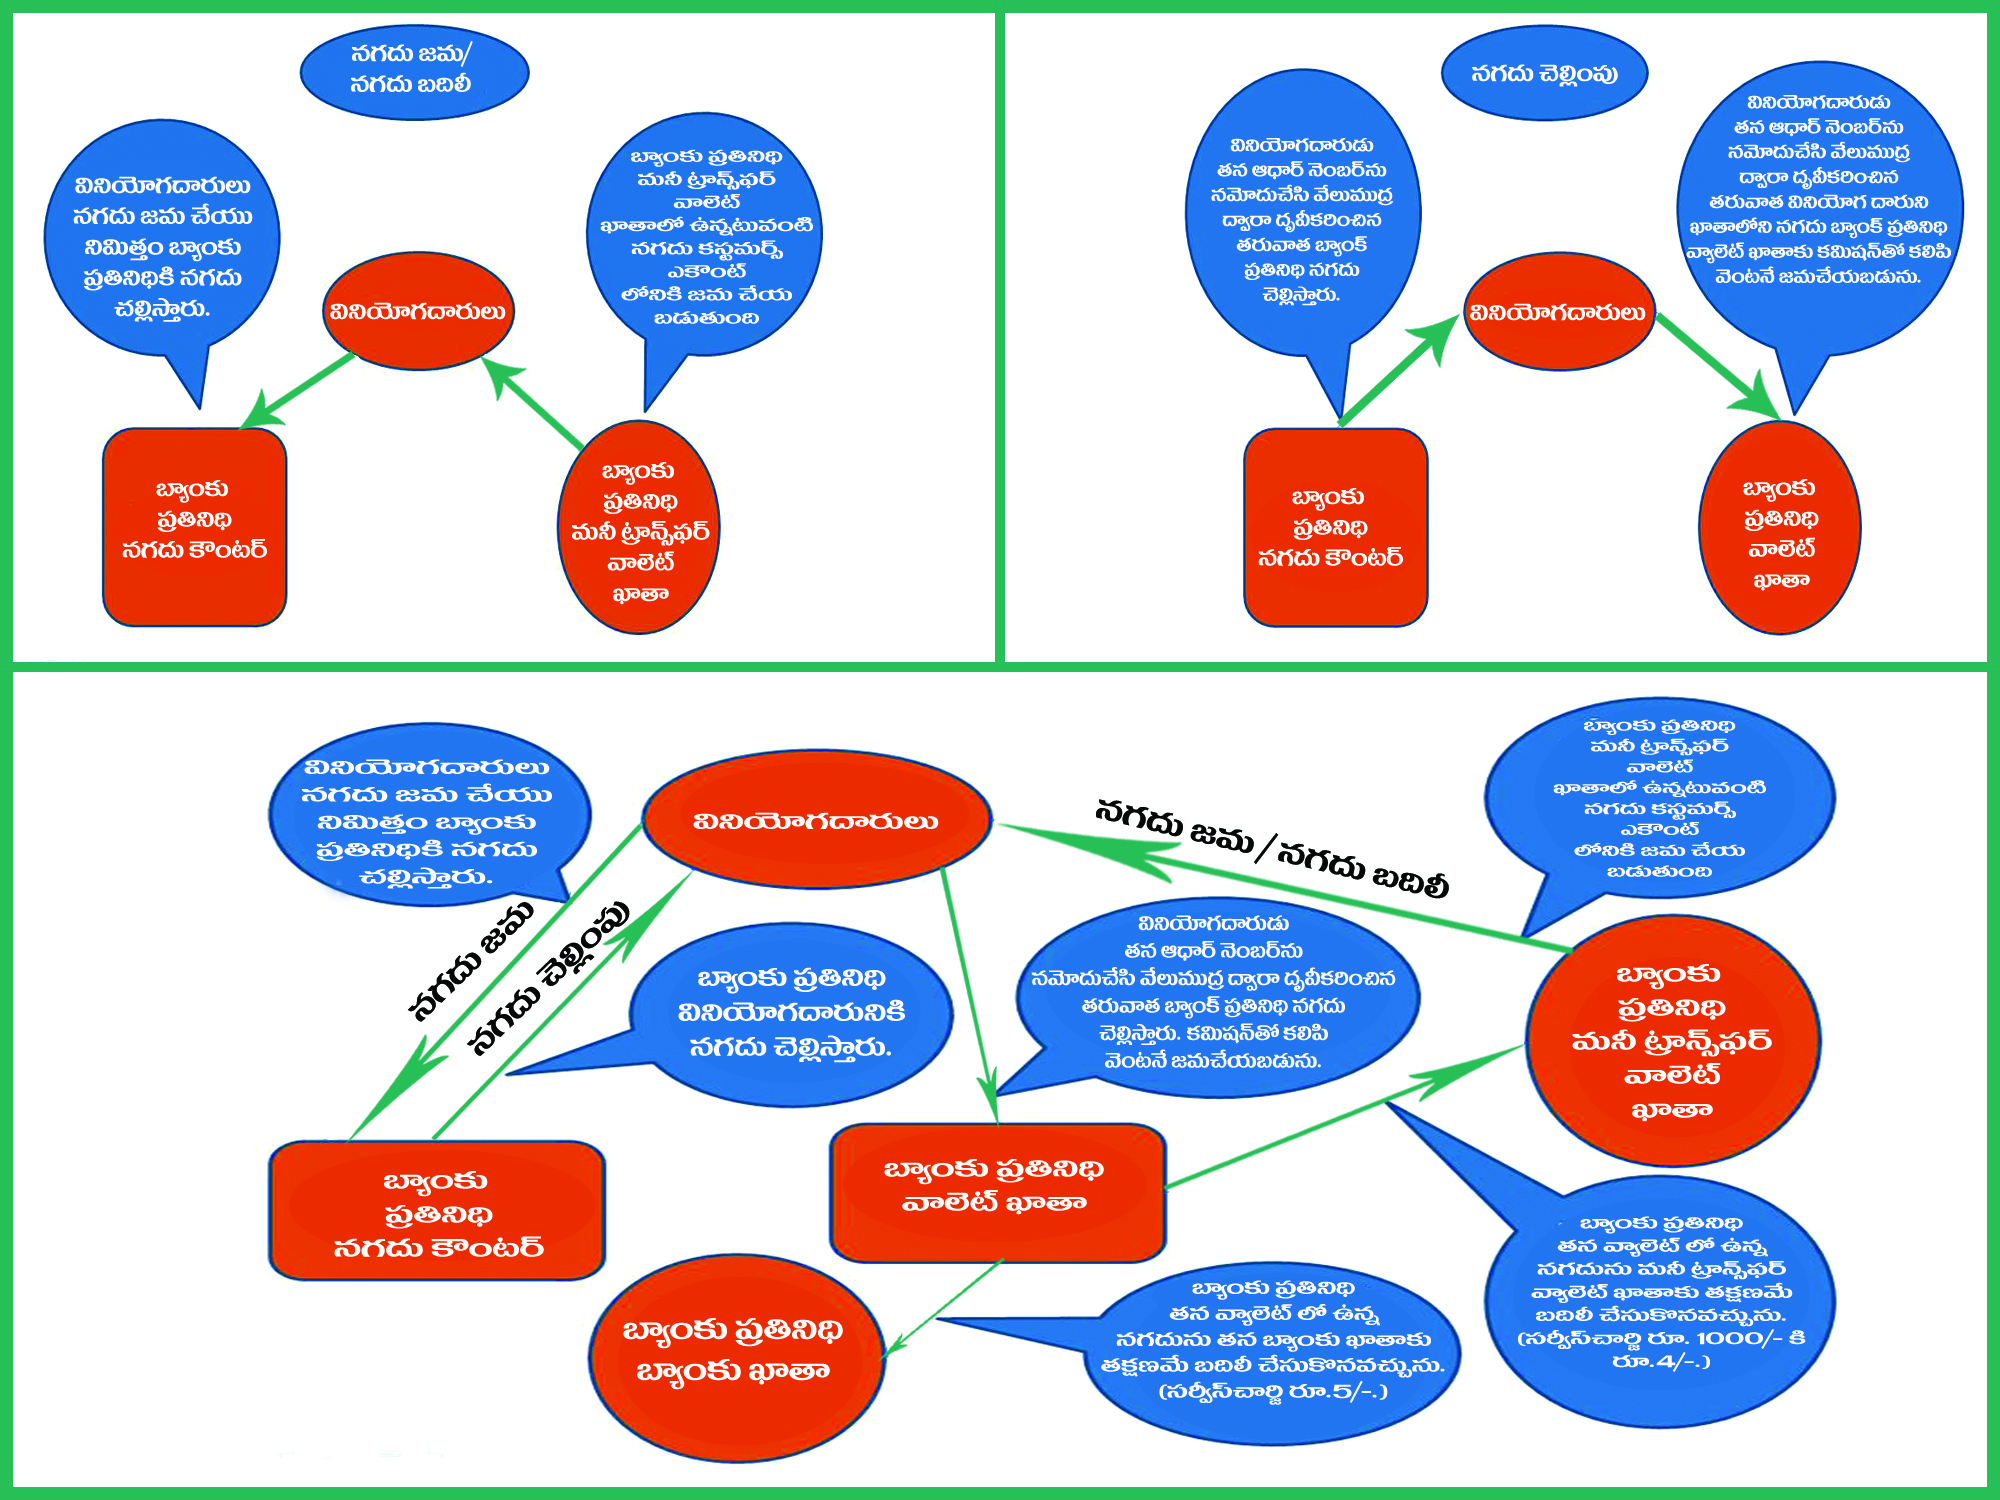 నగదు జమ/
నగదు బదిలీ
వినియోగదారులు
నగదు జమ చేయు
నిమిత్తం బ్యాంకు
ప్రతినిధికి నగదు
చల్లిస్తారు.
బ్యాంకు ప్రతినిధి
మనీ ట్రాన్స్‌ఫర్
వాలెట్
ఖాతాలో ఉన్నటువంటి
నగదు కస్టమర్స్
ఎకౌంట్
లోనికి జమ చేయ
బడుతుంది
వినియోగదారులు
బ్యాంకు
ప్రతినిధి
నగదు కౌంటర్
బ్యాంకు
ప్రతినిధి
మనీ ట్రాన్స్‌ఫర్
వాలెట్
ఖాతా
నగదు చెల్లింపు
వినియోగదారుడు
తన ఆధార్ నెంబర్‌ను
నమోదుచేసి వేలుముద్ర
ద్వారా దృవీకరించిన
తరువాత బ్యాంక్
ప్రతినిధి నగదు
చెల్లిస్తారు.
వినియోగదారుడు
తన ఆధార్ నెంబర్‌ను
నమోదుచేసి వేలుముద్ర
ద్వారా దృవీకరించిన
తరువాత వినియోగ దారుని
ఖాతాలోని నగదు బ్యాంక్ ప్రతినిధి
వ్యాలెట్ ఖాతాకు కమిషన్‌తో కలిపి
వెంటనే జమచేయబడును.
వినియోగదారులు
బ్యాంకు
ప్రతినిధి
నగదు కౌంటర్
బ్యాంకు
ప్రతినిధి
వాలెట్
ఖాతా
వినియోగదారులు
నగదు జమ చేయు
నిమిత్తం బ్యాంకు
ప్రతినిధికి నగదు
చల్లిస్తారు.
వినియోగదారులు
నగదు జమ / నగదు బదిలీ
బ్యాంకు ప్రతినిధి
మనీ ట్రాన్స్‌ఫర్
వాలెట్
ఖాతాలో ఉన్నటువంటి
నగదు కస్టమర్స్
ఎకౌంట్
లోనికి జమ చేయ
బడుతుంది
నగదు జమ
నగదు చెల్లింపు
బ్యాంకు ప్రతినిధి
వినియోగదారునికి
నగదు చెల్లిస్తారు.
వినియోగదారుడు
తన ఆధార్ నెంబర్‌ను
నమోదుచేసి వేలుముద్ర ద్వారా దృవీకరించిన
తరువాత బ్యాంక్ ప్రతినిధి నగదు
చెల్లిస్తారు. కమిషన్‌తో కలిపి
వెంటనే జమచేయబడును.
బ్యాంకు
ప్రతినిధి
మనీ ట్రాన్స్‌ఫర్
వాలెట్
ఖాతా
బ్యాంకు
ప్రతినిధి
నగదు కౌంటర్
బ్యాంకు ప్రతినిధి
వాలెట్ ఖాతా
బ్యాంకు ప్రతినిధి
బ్యాంకు ఖాతా
బ్యాంకు ప్రతినిధి
తన వ్యాలెట్ లో ఉన్న
నగదును తన బ్యాంకు ఖాతాకు
తక్షణమే బదిలీ చేసుకొనవచ్చును.
(సర్వీస్‌చార్జి రూ.5/-.)
బ్యాంకు ప్రతినిధి
తన వ్యాలెట్ లో ఉన్న
నగదును మనీ ట్రాన్స్‌ఫర్
వ్యాలెట్ ఖాతాకు తక్షణమే
బదిలీ చేసుకొనవచ్చును.
(సర్వీస్‌చార్జి రూ. 1000/- కి
రూ.4/-.)